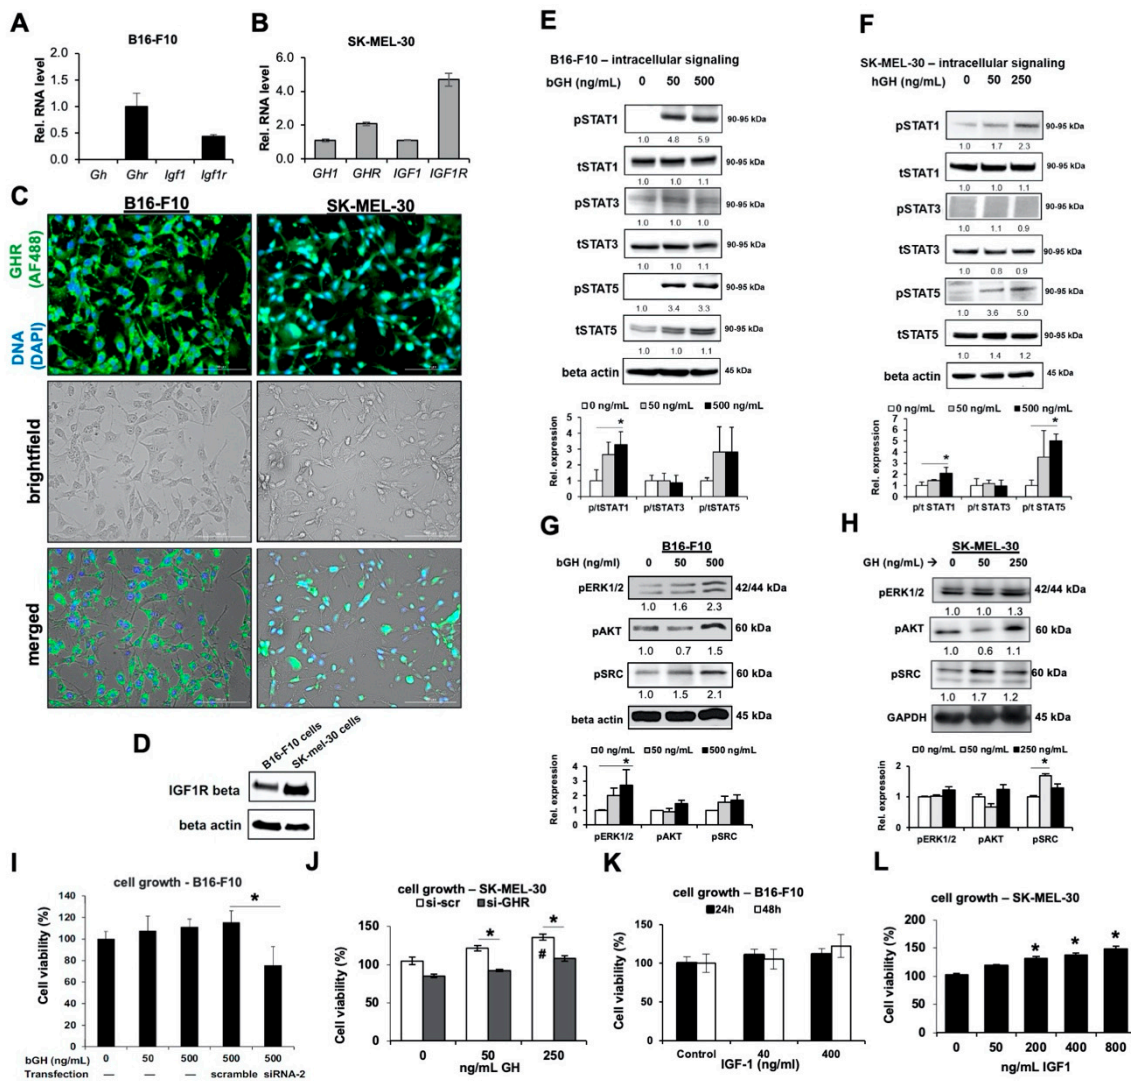 A
B16-F10
Rel. RNA level
2.0
1.5
1.0
0.5
0.0
Gh Ghr Igf1 Igf1r
B
SK-MEL-30
Rel. RNA level
6.0
4.0
2.0
0.0
GH1 GHR IGF1 IGF1R
C
B16-F10 SK-MEL-30
GHR
(AF488)
DNA
(DAPI)
brightfield
merged
D
B16-F10 cells
SK-mel-30 cells
IGF1R beta
beta actin
E
B16-F10 – intracellular signaling
bGH (ng/mL) 0 50 500
pSTAT1 90-95 kDa
1.0 4.8 5.9
tSTAT1 90-95 kDa
1.0 1.0 1.1
pSTAT3 90-95 kDa
1.0 1.0 1.0
tSTAT3 90-95 kDa
1.0 1.0 1.1
pSTAT5 90-95 kDa
1.0 3.4 3.3
tSTAT5 90-95 kDa
1.0 1.0 1.1
beta actin 45 kDa
0 ng/mL 50 ng/mL 500 ng/mL
Rel. expression
5
4
3
2
1
0
*
p/tSTAT1 p/tSTAT3 p/tSTAT5
F
SK-MEL-30 – intracellular signaling
hGH (ng/mL) 0 50 250
pSTAT1 90-95 kDa
1.0 1.7 2.3
tSTAT1 90-95 kDa
1.0 1.0 1.1
pSTAT3 90-95 kDa
1.0 1.1 0.9
tSTAT3 90-95 kDa
1.0 0.8 0.9
pSTAT5 90-95 kDa
1.0 3.6 5.0
tSTAT5 90-95 kDa
1.0 1.4 1.2
beta actin 45 kDa
0 ng/mL 50 ng/mL 500 ng/mL
Rel. expression
7
6
5
4
3
2
1
0
* *
p/t STAT1 p/t STAT3 p/t STAT5
G
B16-F10
bGH (ng/ml) 0 50 500
pERK1/2 42/44 kDa
1.0 1.6 2.3
pAKT 60 kDa
1.0 0.7 1.5
pSRC 60 kDa
1.0 1.5 2.1
beta actin 45 kDa
0 ng/mL 50 ng/mL 500 ng/mL
Rel. expression
4
3
2
1
0
*
pERK1/2 pAKT pSRC
H
SK-MEL-30
GH (ng/mL) → 0 50 250
pERK1/2 42/44 kDa
1.0 1.0 1.3
pAKT 60 kDa
1.0 0.6 1.1
pSRC 60 kDa
1.0 1.7 1.2
GAPDH 45 kDa
0 ng/mL 50 ng/mL 250 ng/mL
Rel. expressoin
2
1
0
*
pERK1/2 pAKT pSRC
I
cell growth - B16-F10
Cell viability (%)
140
120
100
80
60
40
20
0
*
bGH (ng/mL) 0 50 500 500 500
Transfection — — — scramble siRNA-2
J
cell growth – SK-MEL-30
si-scr si-GHR
Cell viability (%)
150
100
50
0
* *
#
0 50 250
ng/mL GH
K
cell growth – B16-F10
24h 48h
Cell viability (%)
150
100
50
0
Control 40 400
IGF-1 (ng/ml)
L
cell growth – SK-MEL-30
Cell viability (%)
200
150
100
50
0
* * *
0 50 200 400 800
ng/mL IGF1